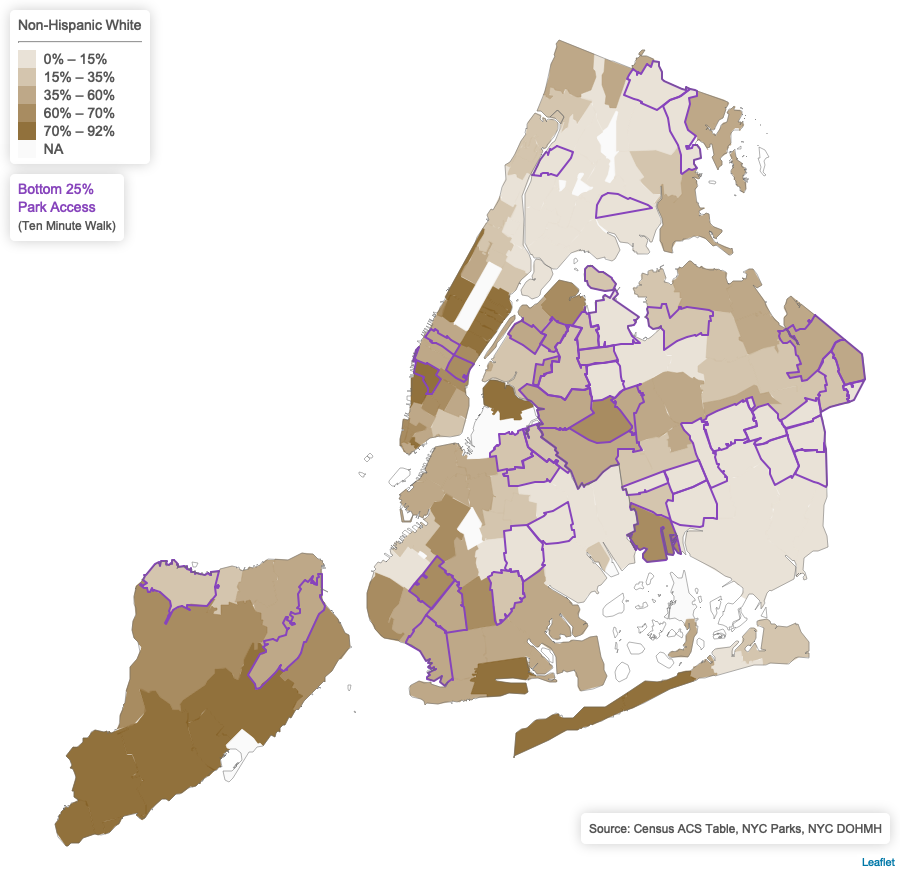 Non-Hispanic White
0% – 15%
15% – 35%
35% – 60%
60% – 70%
70% – 92%
NA
Bottom 25%
Park Access
(Ten Minute Walk)
Source: Census ACS Table, NYC Parks, NYC DOHMH
Leaflet